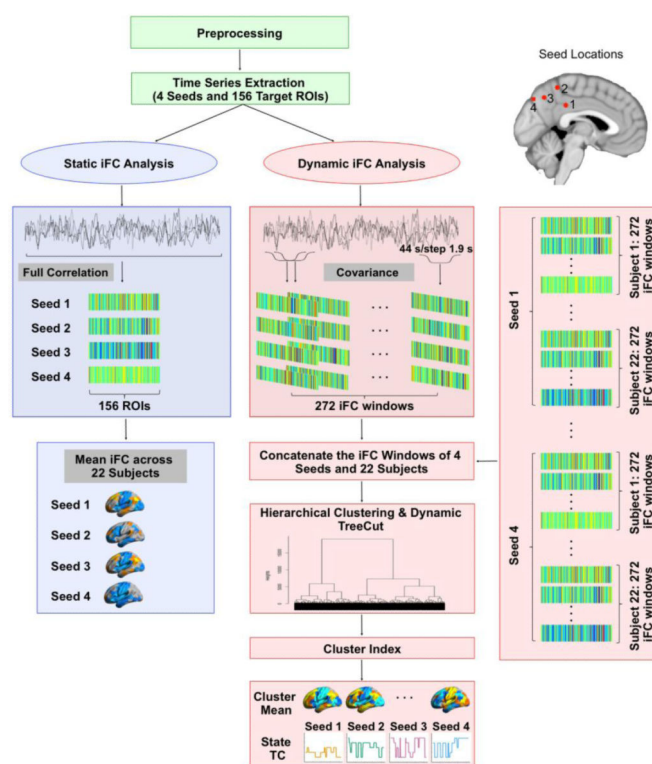 Preprocessing
Time Series Extraction
(4 Seeds and 156 Target ROIs)
Seed Locations
1
2
3
4
Static iFC Analysis
Dynamic iFC Analysis
Full Correlation
Seed 1
Seed 2
Seed 3
Seed 4
156 ROIs
44 s/step 1.9 s
Covariance
272 iFC windows
Mean iFC across
22 Subjects
Seed 1
Seed 2
Seed 3
Seed 4
Concatenate the iFC Windows of 4
Seeds and 22 Subjects
Hierarchical Clustering & Dynamic
TreeCut
Cluster Index
Cluster
Mean
Seed 1
Seed 2
Seed 3
Seed 4
State
TC
Seed 1
Subject 1: 272
iFC windows
Subject 22: 272
iFC windows
Seed 4
Subject 1: 272
iFC windows
Subject 22: 272
iFC windows